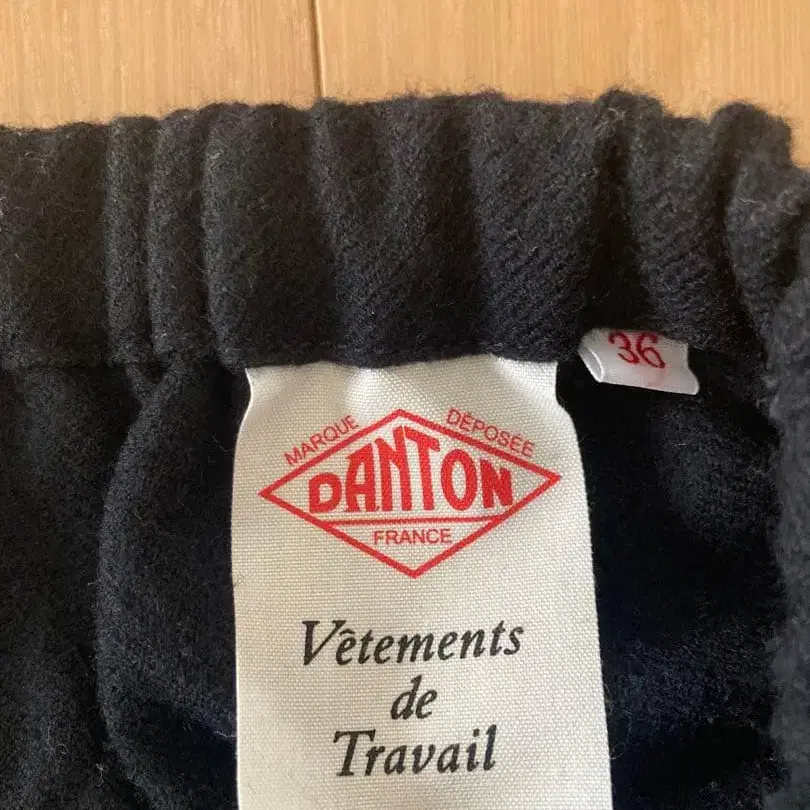 36
MARQUE DÉPOSÉE
DANTON
FRANCE
Vêtements
de
Travail